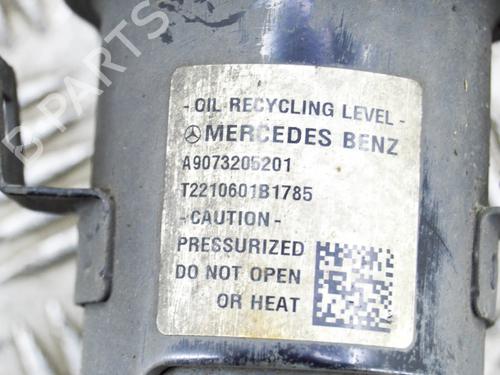 B-PARTS
- OIL RECYCLING LEVEL -
MERCEDES BENZ
A9073205201
T2210601B1785
- CAUTION -
PRESSURIZED
DO NOT OPEN
OR HEAT